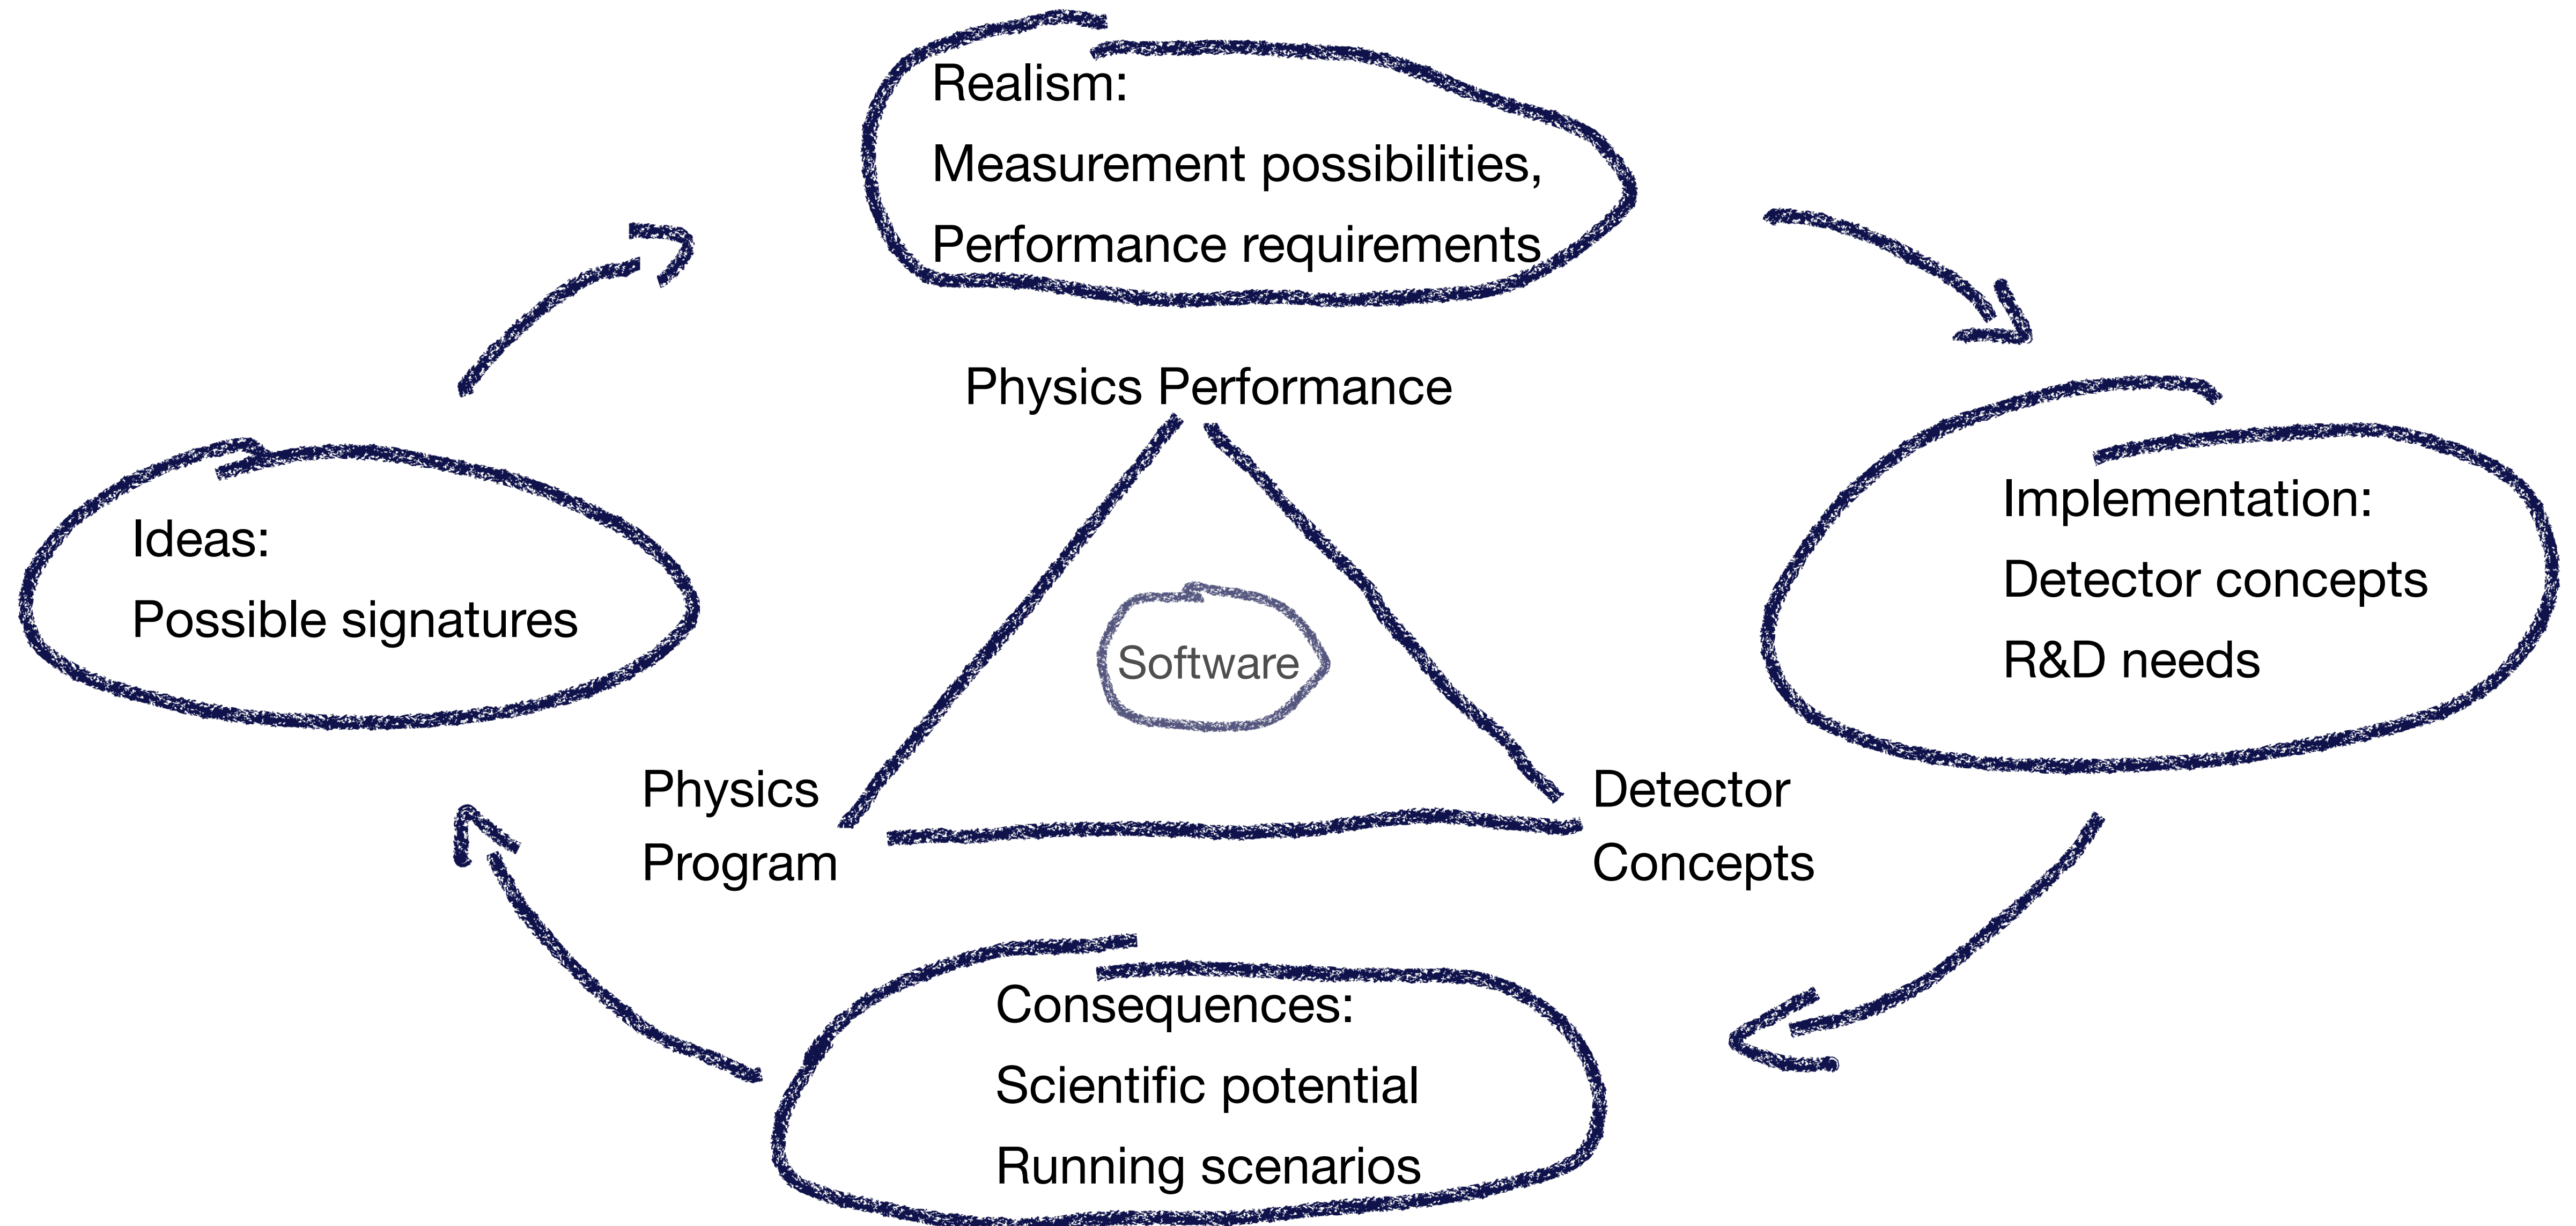 Realism:
Measurement possibilities,
Performance requirements
Physics Performance
Ideas:
Possible signatures
Implementation:
Detector concepts
R&D needs
Software
Physics
Program
Detector
Concepts
Consequences:
Scientific potential
Running scenarios